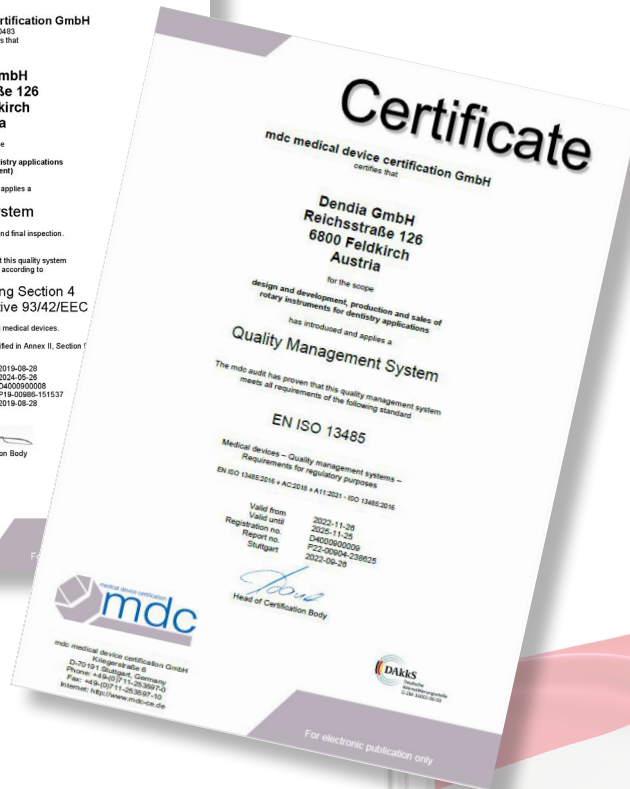 rtification GmbH
0483
s that
mbH
ße 126
kirch
a
e
istry applications
ent)
applies a
stem
nd final inspection.
t this quality system
according to
ng Section 4
tive 93/42/EEC
medical devices.
ified in Annex II, Section
2019-08-28
2024-05-26
D4000900008
P19-00986-151537
2019-08-28
on Body
Fo
Certificate
mdc medical device certification GmbH
certifies that
Dendia GmbH
Reichsstraße 126
6800 Feldkirch
Austria
for the scope
design and development, production and sales of
rotary instruments for dentistry applications
has introduced and applies a
Quality Management System
The mdc audit has proven that this quality management system
meets all requirements of the following standard
EN ISO 13485
Medical devices – Quality management systems –
Requirements for regulatory purposes
EN ISO 13485:2016 + AC:2018 + A11:2021 - ISO 13485:2016
Valid from 2022-11-26
Valid until 2025-11-25
Registration no. D4000900009
Report no. P22-00904-238625
Stuttgart 2022-09-26
Head of Certification Body
medical device certification
mdc
mdc medical device certification GmbH
Kriegerstraße 6
D-70191 Stuttgart, Germany
Phone: +49-(0)711-253597-0
Fax: +49-(0)711-253597-10
Internet: http://www.mdc-ce.de
DAkkS
Deutsche
Akkreditierungsstelle
For electronic publication only